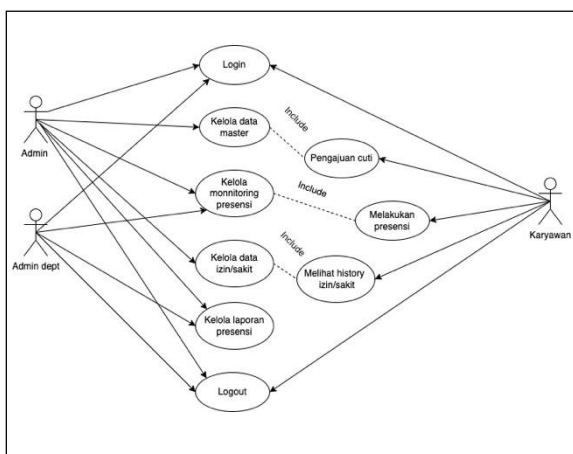 Login
Include
Kelola data
master
Pengajuan cuti
Admin
Include
Kelola
monnitoring
presensi
Melakukan
presensi
Karyawan
Admin dept
Include
Kelola data
izin/sakit
Melihat history
izin/sakit
Kelola laporan
presensi
Logout